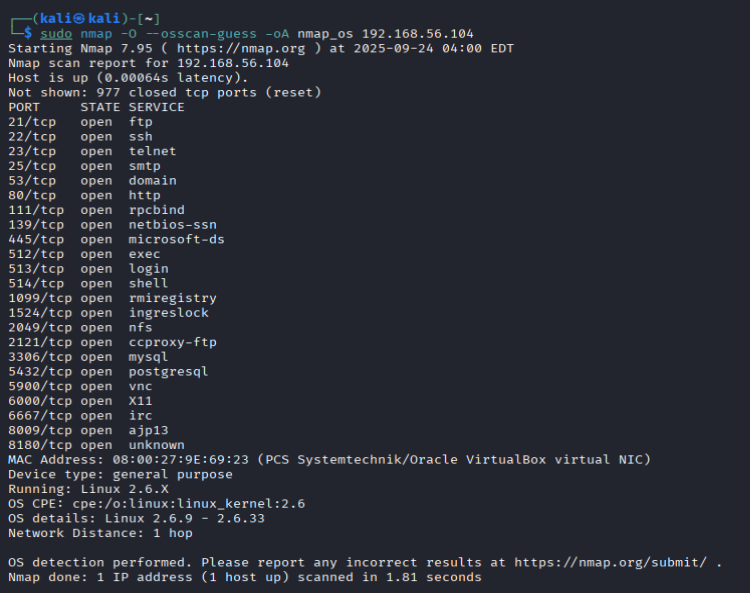 ┌──(kali㉿kali)-[~]
└─$ sudo nmap -O --osscan-guess -oA nmap_os 192.168.56.104
Starting Nmap 7.95 ( https://nmap.org ) at 2025-09-24 04:00 EDT
Nmap scan report for 192.168.56.104
Host is up (0.00064s latency).
Not shown: 977 closed tcp ports (reset)
PORT     STATE SERVICE
21/tcp   open  ftp
22/tcp   open  ssh
23/tcp   open  telnet
25/tcp   open  smtp
53/tcp   open  domain
80/tcp   open  http
111/tcp  open  rpcbind
139/tcp  open  netbios-ssn
445/tcp  open  microsoft-ds
512/tcp  open  exec
513/tcp  open  login
514/tcp  open  shell
1099/tcp open  rmiregistry
1524/tcp open  ingreslock
2049/tcp open  nfs
2121/tcp open  ccproxy-ftp
3306/tcp open  mysql
5432/tcp open  postgresql
5900/tcp open  vnc
6000/tcp open  X11
6667/tcp open  irc
8009/tcp open  ajp13
8180/tcp open  unknown
MAC Address: 08:00:27:9E:69:23 (PCS Systemtechnik/Oracle VirtualBox virtual NIC)
Device type: general purpose
Running: Linux 2.6.X
OS CPE: cpe:/o:linux:linux_kernel:2.6
OS details: Linux 2.6.9 - 2.6.33
Network Distance: 1 hop

OS detection performed. Please report any incorrect results at https://nmap.org/submit/ .
Nmap done: 1 IP address (1 host up) scanned in 1.81 seconds